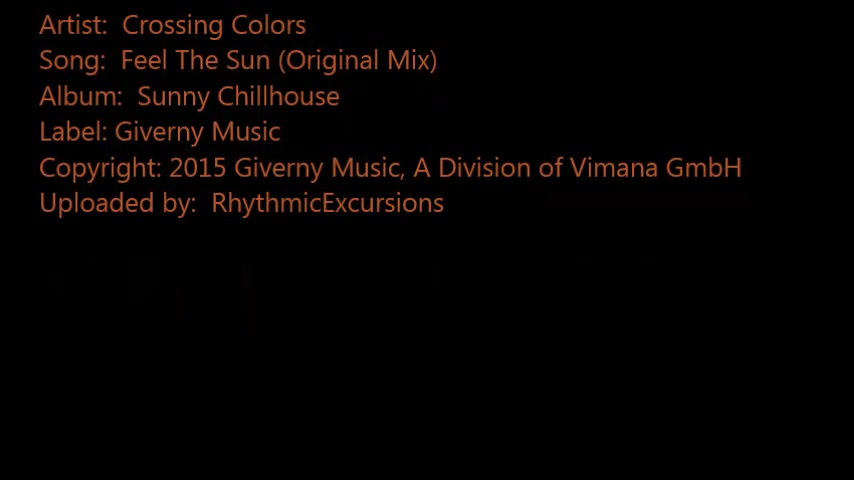 Artist:  Crossing Colors
Song:  Feel The Sun (Original Mix)
Album:  Sunny Chillhouse
Label: Giverny Music
Copyright: 2015 Giverny Music, A Division of Vimana GmbH
Uploaded by:  RhythmicExcursions